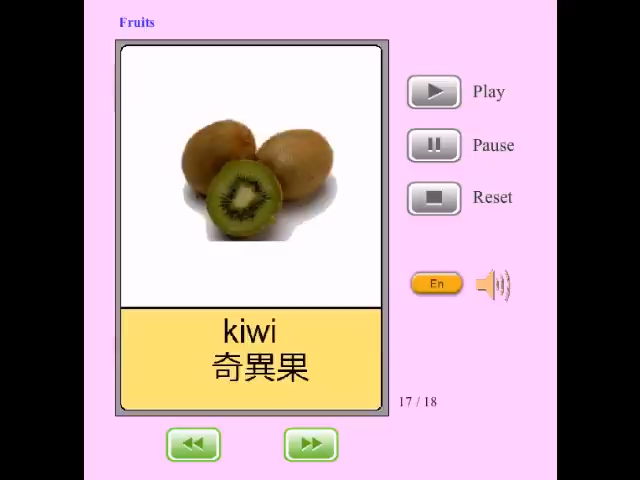 Fruits
Play
Pause
Reset
En
kiwi
奇異果
17 / 18